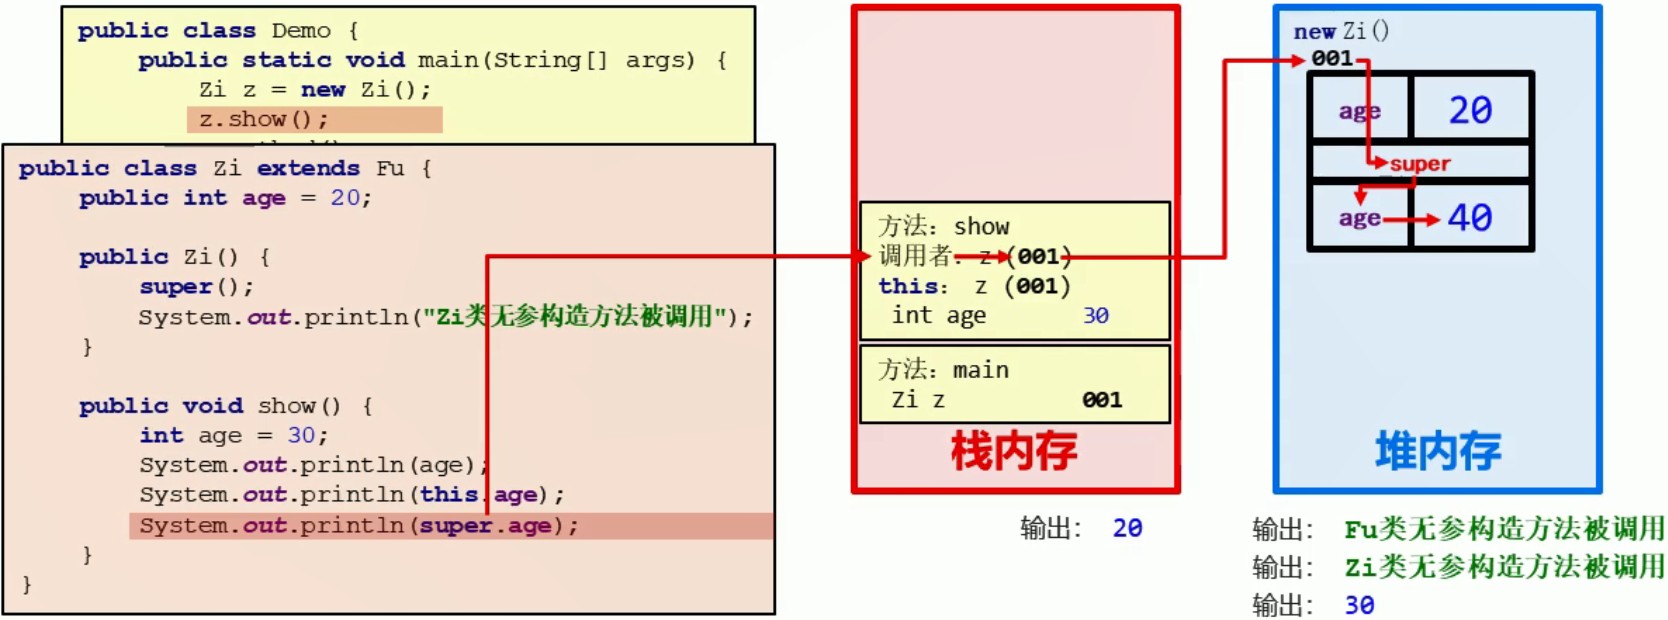 public class Demo {
public static void main(String[] args) {
Zi z = new Zi();
z.show();
public class Zi extends Fu {
public int age = 20;
public Zi() {
super();
System.out.println("Zi类无参构造方法被调用");
}
public void show() {
int age = 30;
System.out.println(age);
System.out.println(this.age);
System.out.println(super.age);
}
}
方法: show
调用者: z (001)
this: z (001)
int age 30
方法: main
Zi z 001
栈内存
输出: 20
new Zi()
001
age 20
super
age 40
堆内存
输出: Fu类无参构造方法被调用
输出: Zi类无参构造方法被调用
输出: 30